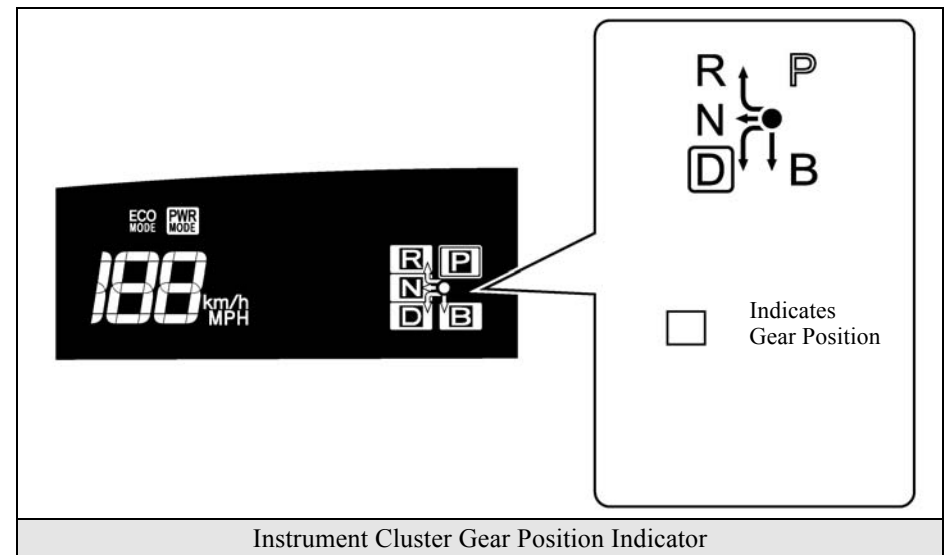 ECO MODE PWR MODE
188 km/h MPH
R P
N
D B
R P
N
D B
Indicates
Gear Position
Instrument Cluster Gear Position Indicator